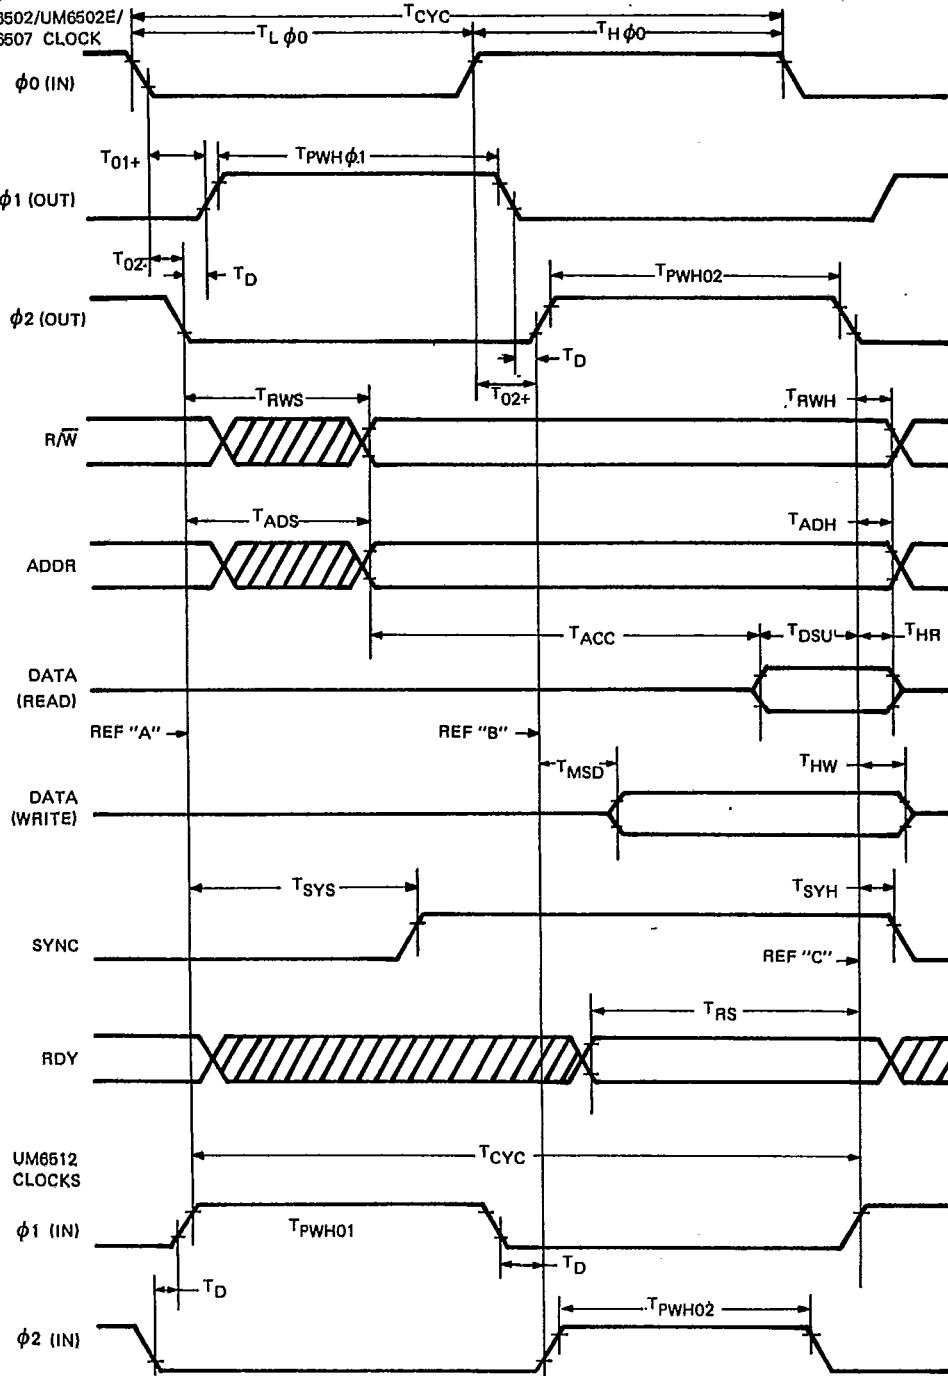 6502/UM6502E/
6507 CLOCK
TCYC
TL ϕ0
TH ϕ0
ϕ0 (IN)
T01+
TPWHϕ1
ϕ1 (OUT)
T02-
TD
TPWH02
ϕ2 (OUT)
TD
T02+
TRWS
TRWH
R/W̅
TADS
TADH
ADDR
TACC
TDSU
THR
DATA
(READ)
REF "A"
REF "B"
TMSD
THW
DATA
(WRITE)
TSYS
TSYH
SYNC
REF "C"
TRS
RDY
UM6512
CLOCKS
TCYC
ϕ1 (IN)
TPWH01
TD
TD
TPWH02
ϕ2 (IN)